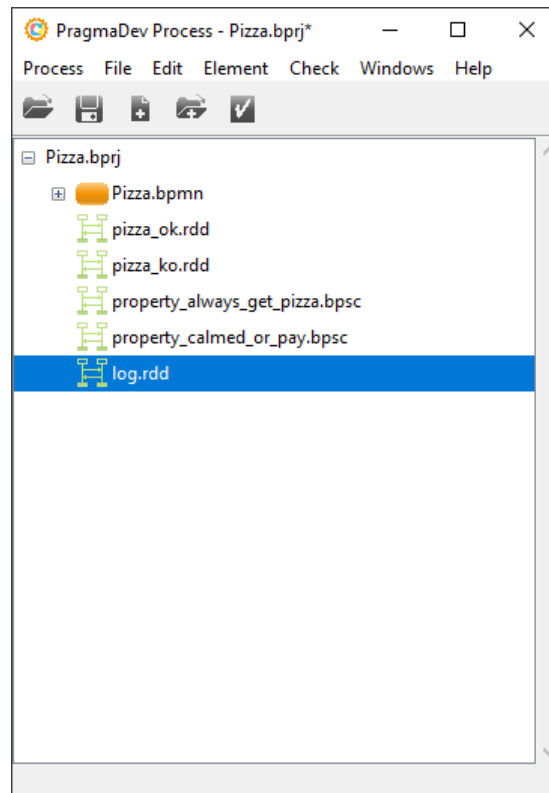 PragmaDev Process - Pizza.bprj*
Process File Edit Element Check Windows Help
Pizza.bprj
Pizza.bpmn
pizza_ok.rdd
pizza_ko.rdd
property_always_get_pizza.bpsc
property_calmed_or_pay.bpsc
log.rdd